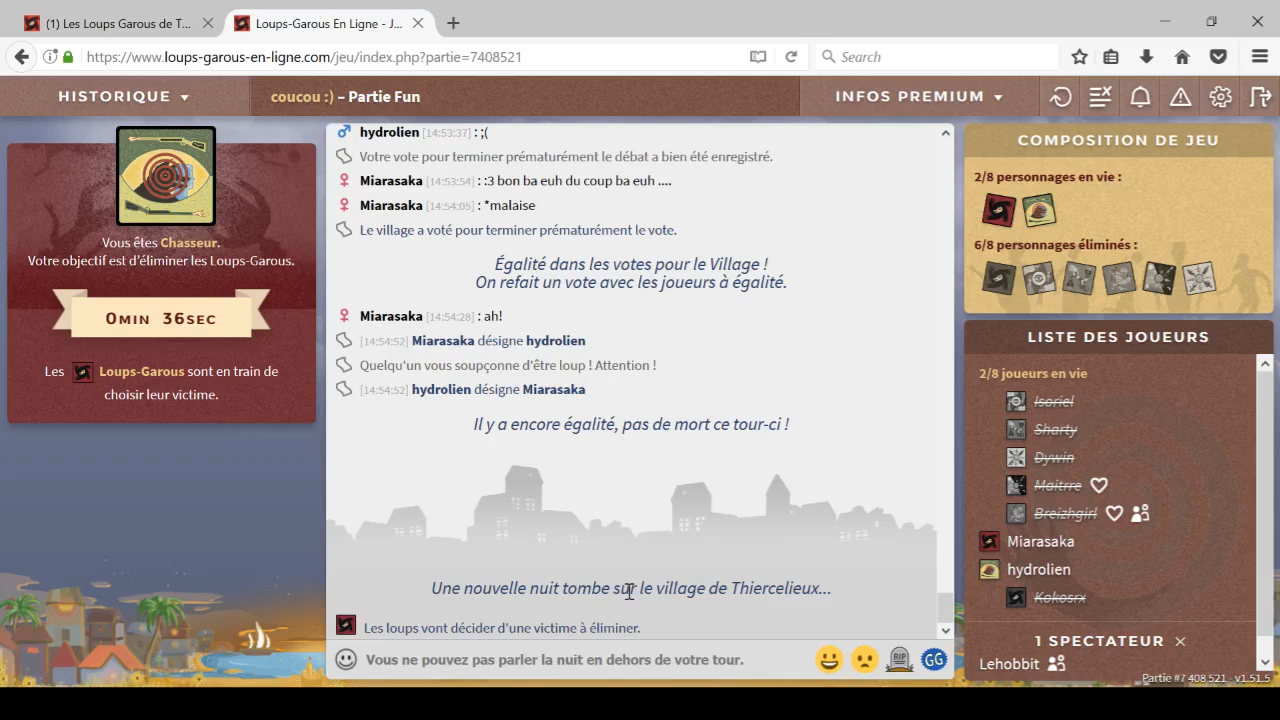 (1) Les Loups Garous de T...
Loups-Garous En Ligne - J...
https://www.loups-garous-en-ligne.com/jeu/index.php?partie=7408521
Search
HISTORIQUE
coucou :) – Partie Fun
INFOS PREMIUM
Vous êtes Chasseur.
Votre objectif est d'éliminer les Loups-Garous.
0MIN 36SEC
Les Loups-Garous sont en train de
choisir leur victime.
hydrolien [14:53:37] : ;(
Votre vote pour terminer prématurément le débat a bien été enregistré.
Miarasaka [14:53:54] : :3 bon ba euh du coup ba euh ....
Miarasaka [14:54:05] : *malaise
Le village a voté pour terminer prématurément le vote.
Égalité dans les votes pour le Village !
On refait un vote avec les joueurs à égalité.
Miarasaka [14:54:28] : ah!
[14:54:52] Miarasaka désigne hydrolien
Quelqu'un vous soupçonne d'être loup ! Attention !
[14:54:52] hydrolien désigne Miarasaka
Il y a encore égalité, pas de mort ce tour-ci !
Une nouvelle nuit tombe sur le village de Thiercelieux...
Les loups vont décider d'une victime à éliminer.
Vous ne pouvez pas parler la nuit en dehors de votre tour.
RIP
GG
COMPOSITION DE JEU
2/8 personnages en vie :
6/8 personnages éliminés :
LISTE DES JOUEURS
2/8 joueurs en vie
Isoriel
Sharty
Dywin
Maitrre
Breizhgirl
Miarasaka
hydrolien
Kokosrx
1 SPECTATEUR
Lehobbit
Partie #7 408 521 - v1.51.5